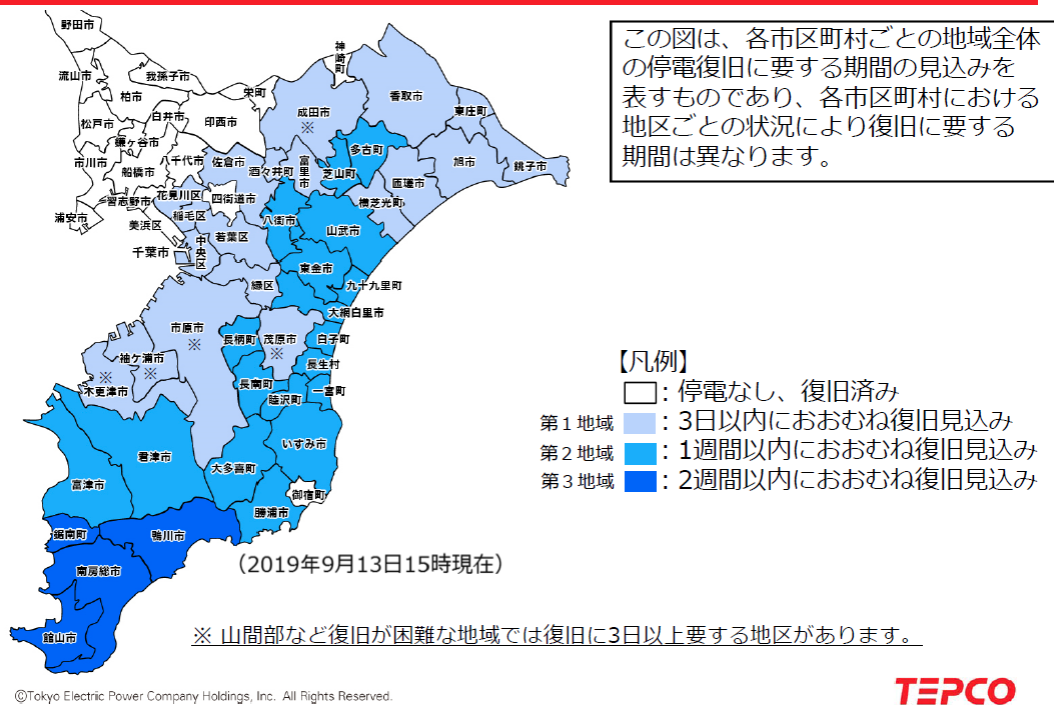 野田市
流山市
柏市
我孫子市
松戸市
白井市
印西市
栄町
神崎町
成田市
※
香取市
東庄町
鎌ヶ谷市
市川市
船橋市
八千代市
佐倉市
酒々井町
富里市
芝山町
多古町
匝瑳市
旭市
銚子市
浦安市
習志野市
花見川区
四街道市
横芝光町
美浜区
稲毛区
八街市
山武市
千葉市
中央区
若葉区
緑区
東金市
九十九里町
大網白里市
市原市
※
長柄町
茂原市
※
白子町
袖ケ浦市
※
※
木更津市
長生村
長南町
睦沢町
一宮町
君津市
富津市
大多喜町
いすみ市
御宿町
勝浦市
鋸南町
鴨川市
南房総市
館山市
この図は、各市区町村ごとの地域全体
の停電復旧に要する期間の見込みを
表すものであり、各市区町村における
地区ごとの状況により復旧に要する
期間は異なります。
【凡例】
：停電なし、復旧済み
第１地域 ：3日以内におおむね復旧見込み
第２地域 ：1週間以内におおむね復旧見込み
第３地域 ：2週間以内におおむね復旧見込み
（2019年9月13日15時現在）
※ 山間部など復旧が困難な地域では復旧に3日以上要する地区があります。
©Tokyo Electric Power Company Holdings, Inc. All Rights Reserved.
TEPCO